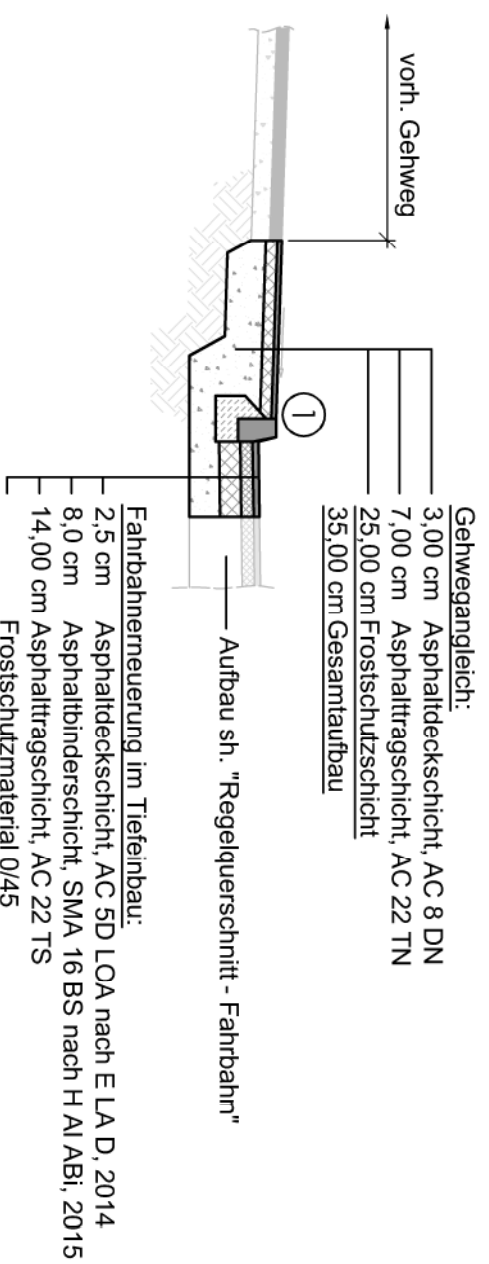 vorh. Gehweg
Gehwegangleich:
3,00 cm Asphaltdeckschicht, AC 8 DN
7,00 cm Asphalttragschicht, AC 22 TN
25,00 cm Frostschutzschicht
35,00 cm Gesamtaufbau
1
Aufbau sh. "Regelquerschnitt - Fahrbahn"
Fahrbahnerneuerung im Tiefeinbau:
2,5 cm Asphaltdeckschicht, AC 5D LOA nach E LA D, 2014
8,0 cm Asphaltbinderschicht, SMA 16 BS nach H Al ABi, 2015
14,00 cm Asphalttragschicht, AC 22 TS
Frostschutzmaterial 0/45